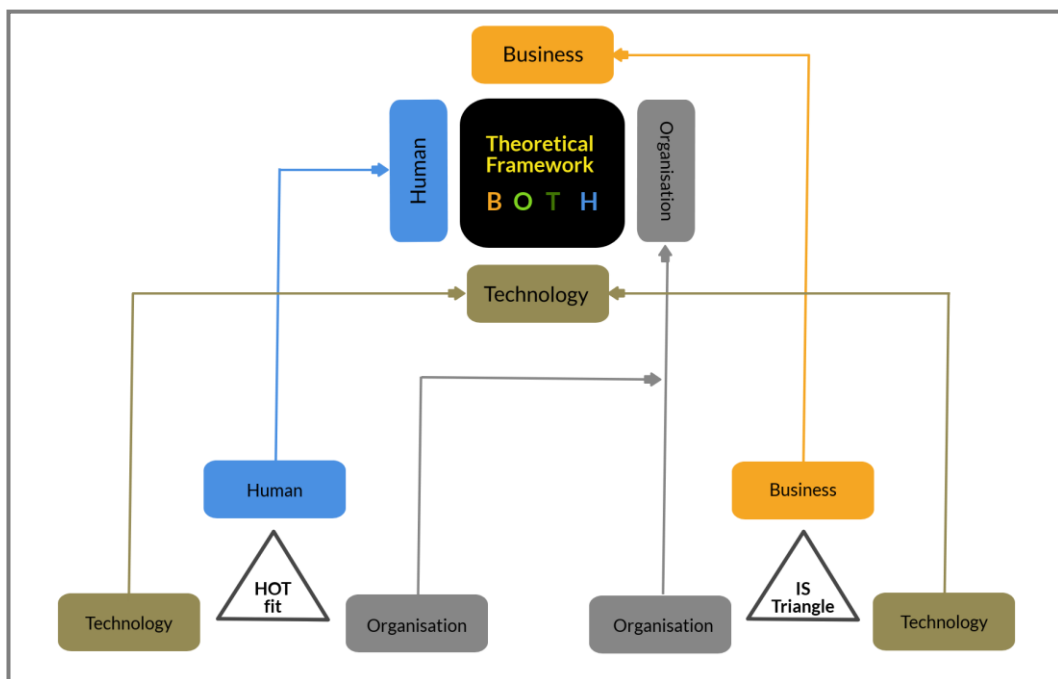 Business
Human
Theoretical
Framework
B O T H
Organisation
Technology
Human
Business
HOT
fit
IS
Triangle
Technology
Organisation
Organisation
Technology